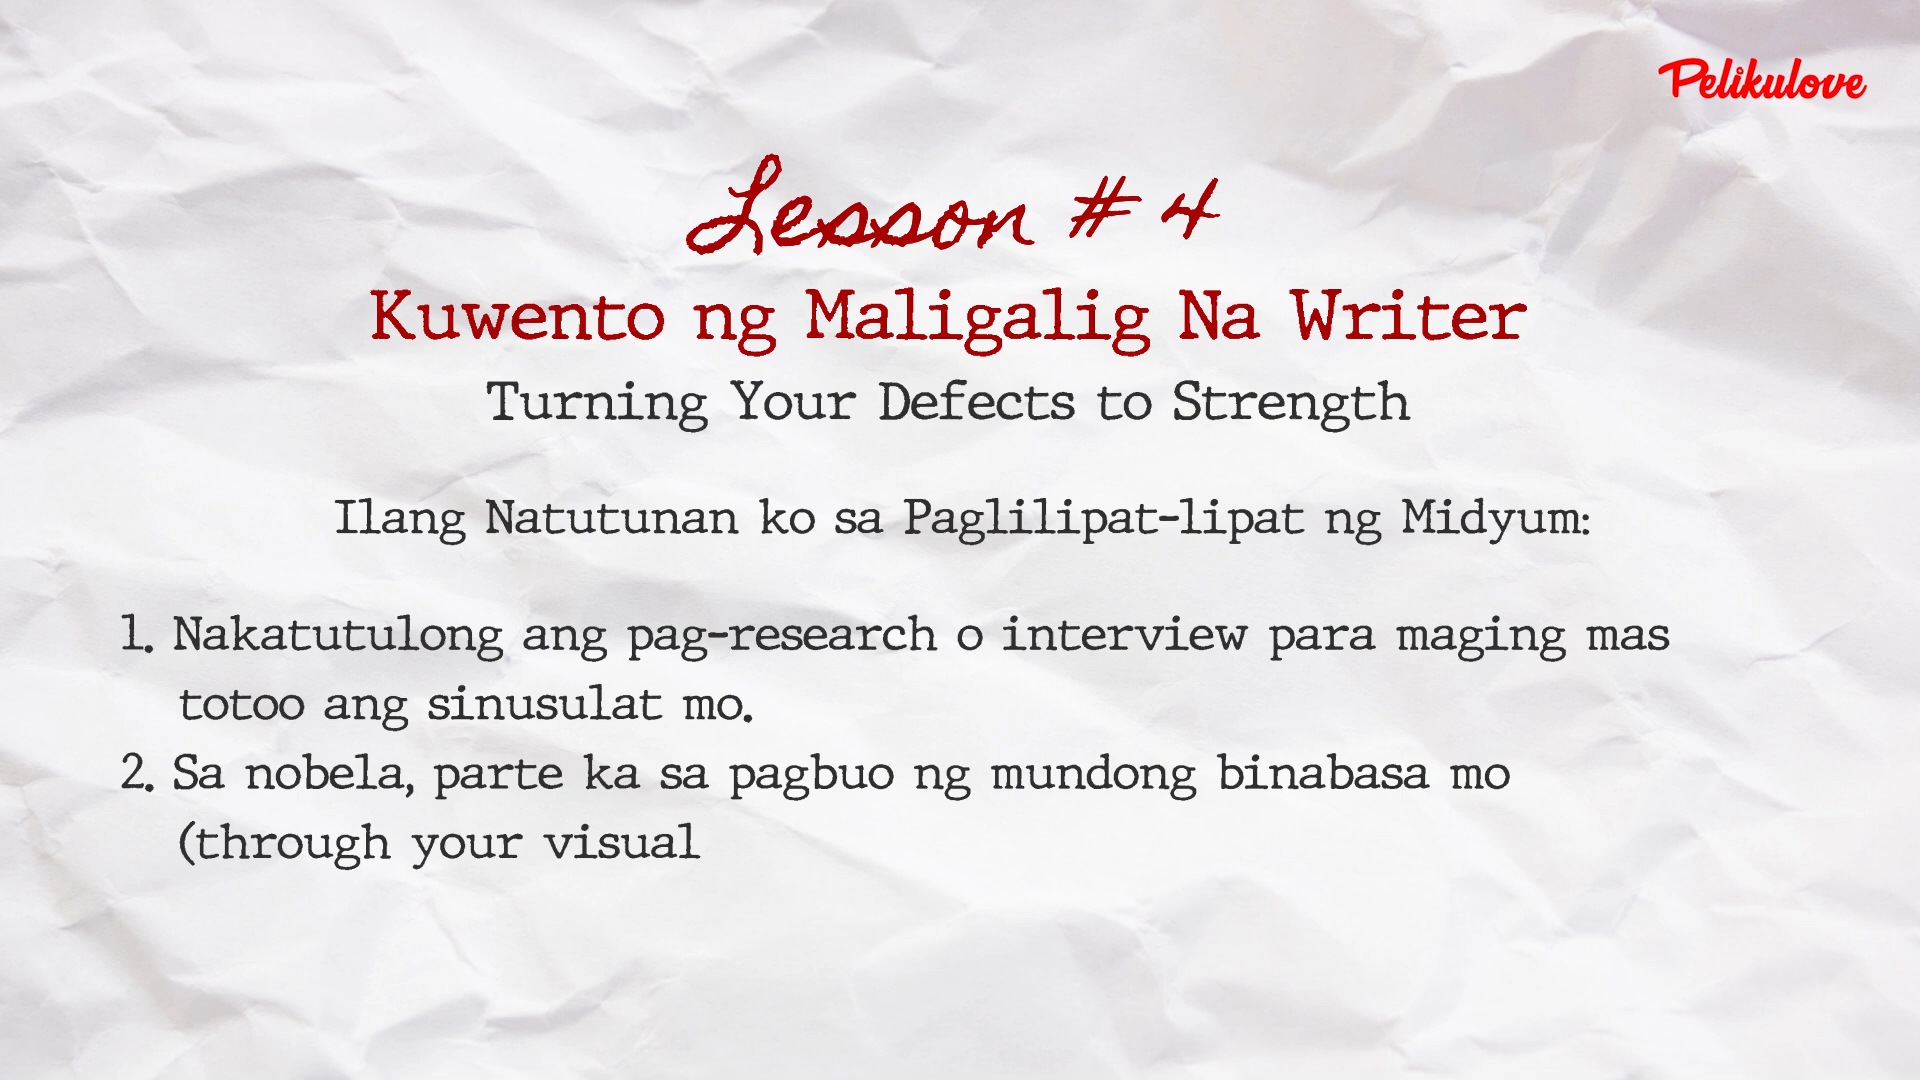 Pelikulove
Lesson #4
Kuwento ng Maligalig Na Writer
Turning Your Defects to Strength
Ilang Natutunan ko sa Paglilipat-lipat ng Midyum:
1. Nakatutulong ang pag-research o interview para maging mas
totoo ang sinusulat mo.
2. Sa nobela, parte ka sa pagbuo ng mundong binabasa mo
(through your visual